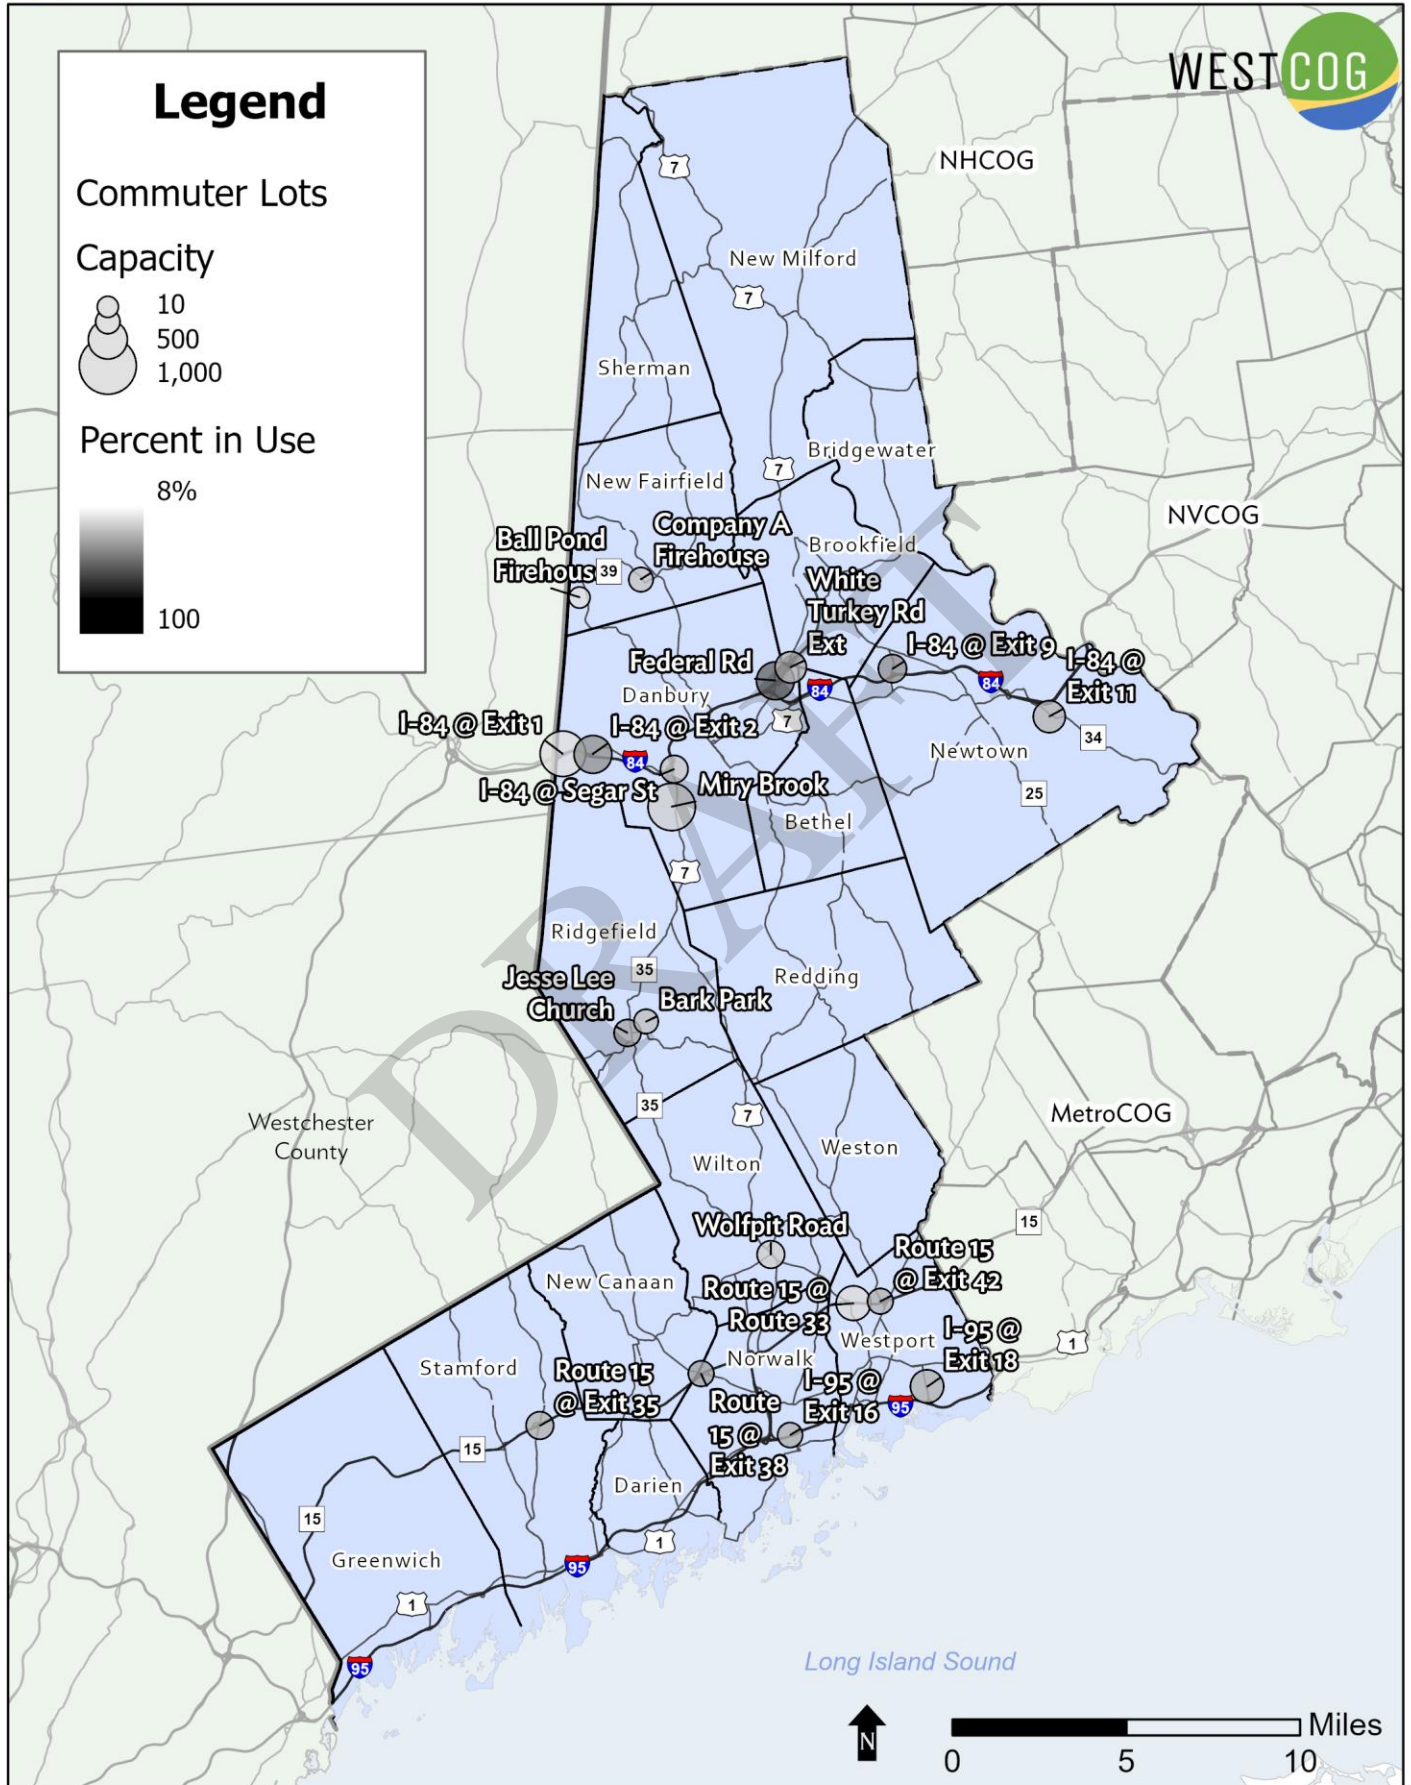 WESTCOG
Legend
Commuter Lots
Capacity
10
500
1,000
Percent in Use
8%
100
NHCOG
7
New Milford
7
Sherman
Bridgewater
7
New Fairfield
NVCOG
Company A
Firehouse
Ball Pond
Firehous
39
Brookfield
White
Turkey Rd
Ext
I-84 @ Exit 9
I-84 @
Exit 11
Federal Rd
Danbury
84
84
7
34
I-84 @ Exit 1
I-84 @ Exit 2
Newtown
84
I-84 @ Segar St
Miry Brook
25
Bethel
7
DRAFT
Ridgefield
35
Redding
Jesse Lee
Church
Bark Park
35
7
MetroCOG
Westchester
County
Weston
Wilton
15
Wolfpit Road
Route 15
@ Exit 42
New Canaan
Route 15 @
Route 33
I-95 @
Exit 18
Westport
1
Stamford
Norwalk
Route 15
@ Exit 35
I-95 @
Exit 16
95
Route
15 @
Exit 38
15
Darien
15
1
Greenwich
95
1
95
Long Island Sound
N
Miles
0
5
10